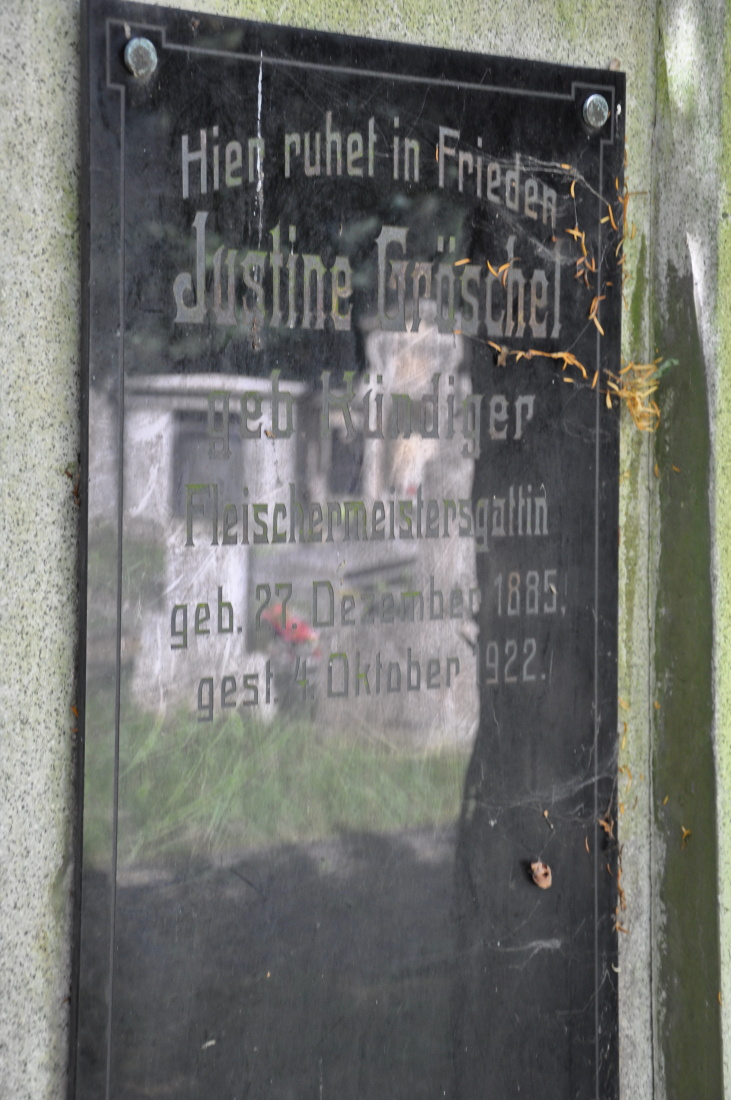 Hier ruhet in Frieden
Justine Gröschel
geb. Kündiger
Fleischermeistersgattin
geb. 27. Dezember 1885,
gest. 4. Oktober 1922.